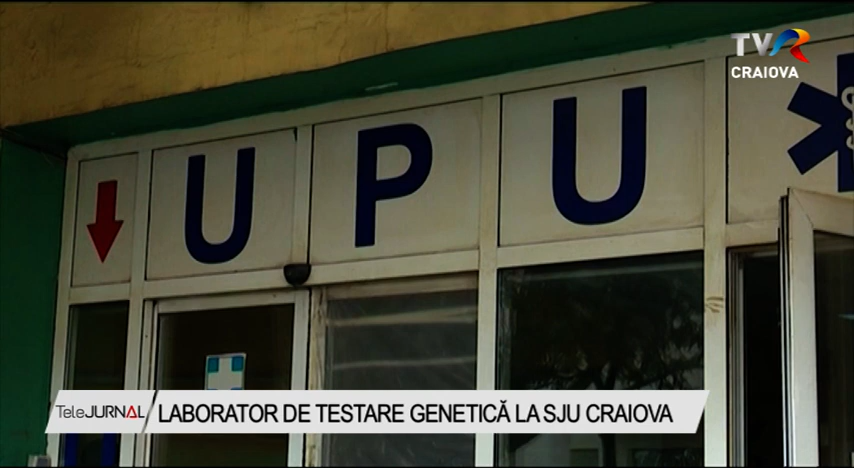 TVR
CRAIOVA
UPU
TeleJURNAL
LABORATOR DE TESTARE GENETICĂ LA SJU CRAIOVA